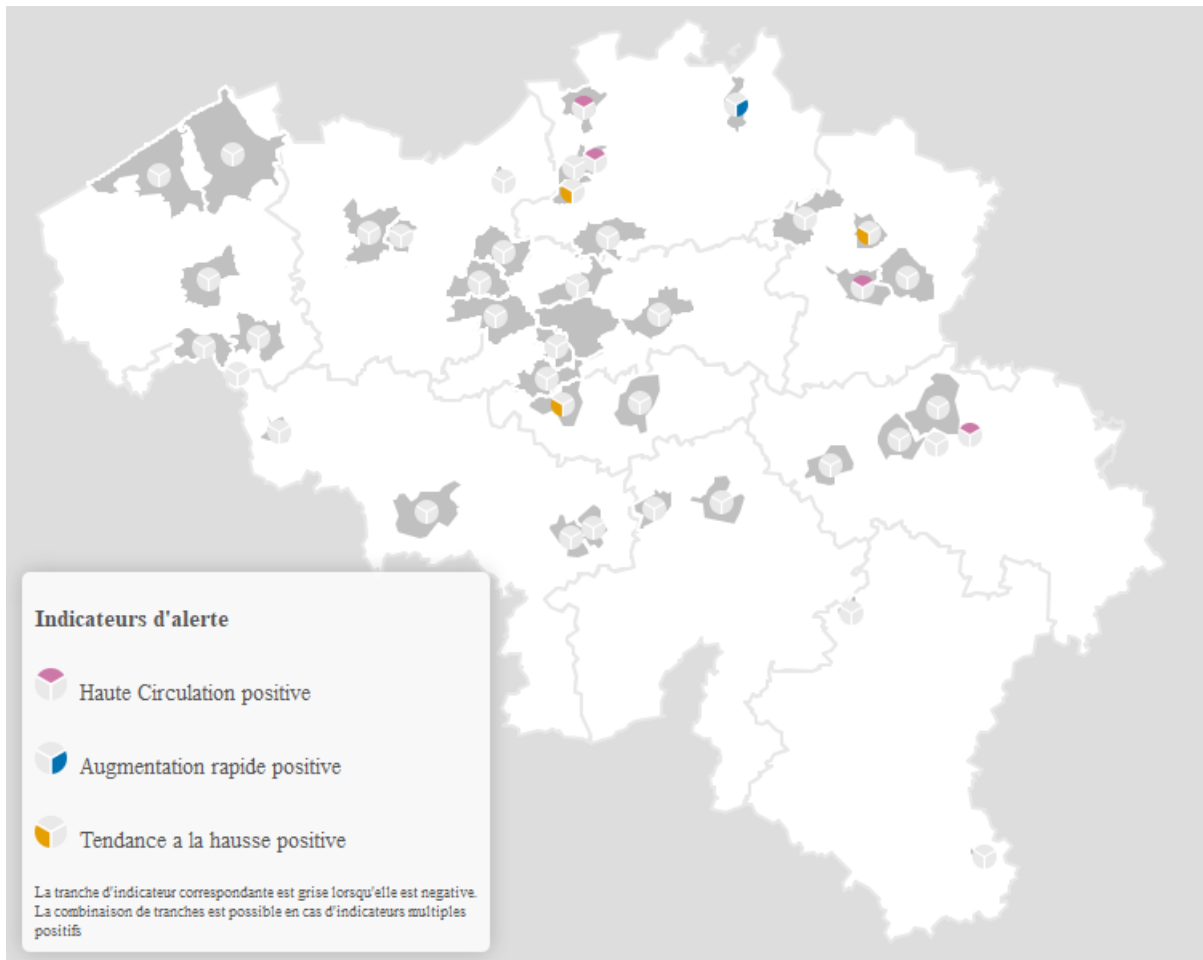 Indicateurs d'alerte
Haute Circulation positive
Augmentation rapide positive
Tendance a la hausse positive
La tranche d'indicateur correspondante est grise lorsqu'elle est negative.
La combinaison de tranches est possible en cas d'indicateurs multiples
positifs